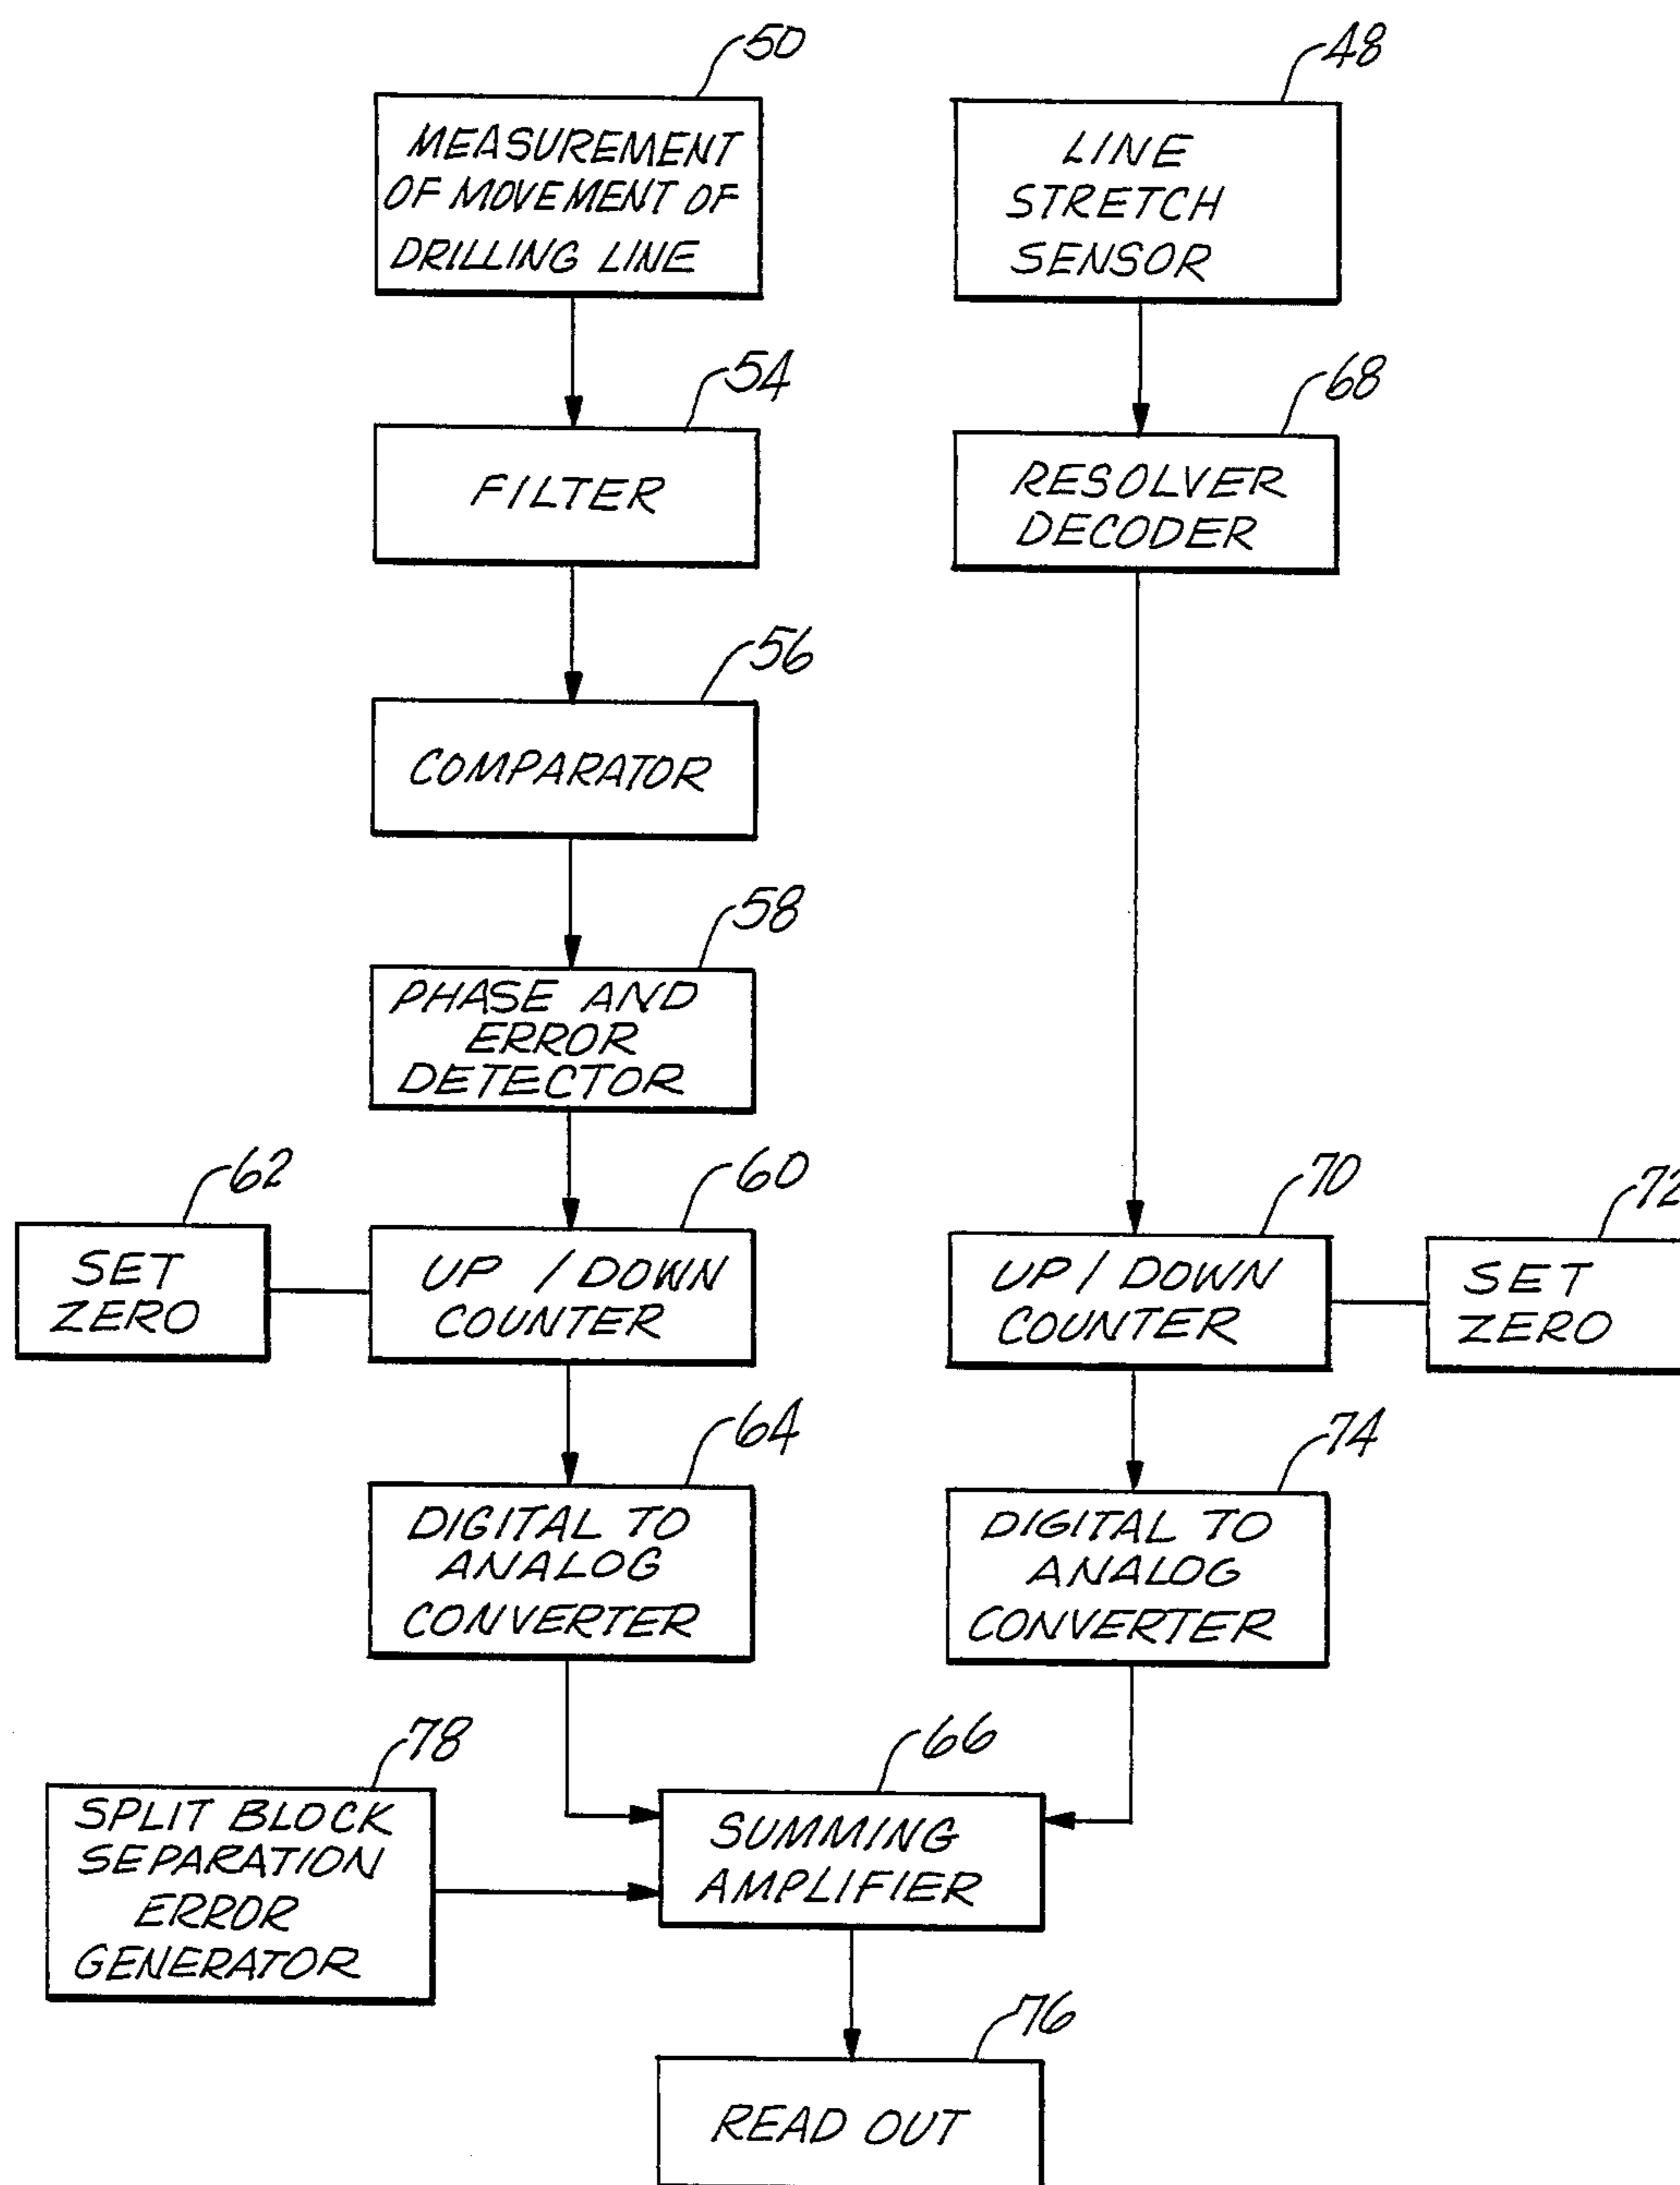 50
MEASUREMENT
OF MOVEMENT OF
DRILLING LINE
48
LINE
STRETCH
SENSOR
54
FILTER
68
RESOLVER
DECODER
56
COMPARATOR
58
PHASE AND
ERROR
DETECTOR
62
SET
ZERO
60
UP / DOWN
COUNTER
70
UP / DOWN
COUNTER
72
SET
ZERO
64
DIGITAL TO
ANALOG
CONVERTER
74
DIGITAL TO
ANALOG
CONVERTER
78
SPLIT BLOCK
SEPARATION
ERROR
GENERATOR
66
SUMMING
AMPLIFIER
76
READ OUT